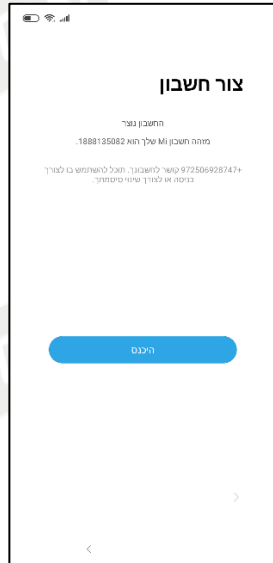 צור חשבון
החשבון נוצר
מזהה חשבון Mi שלך הוא 1888135082.
+972506928747 קושר לחשבונך. תוכל להשתמש בו לצורך
כניסה או לצורך שינוי סיסמתך.
היכנס